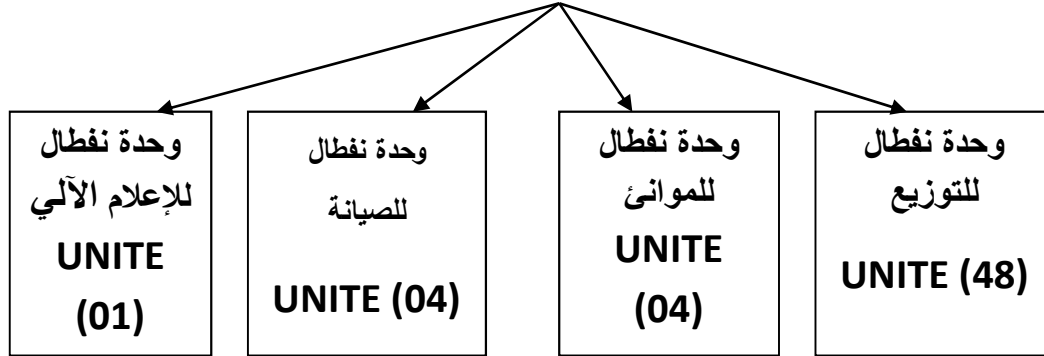 وحدة نفطال
للتوزيع
UNITE (48)
وحدة نفطال
للموانئ
UNITE
(04)
وحدة نفطال
للصيانة
UNITE (04)
وحدة نفطال
للإعلام الآلي
UNITE
(01)